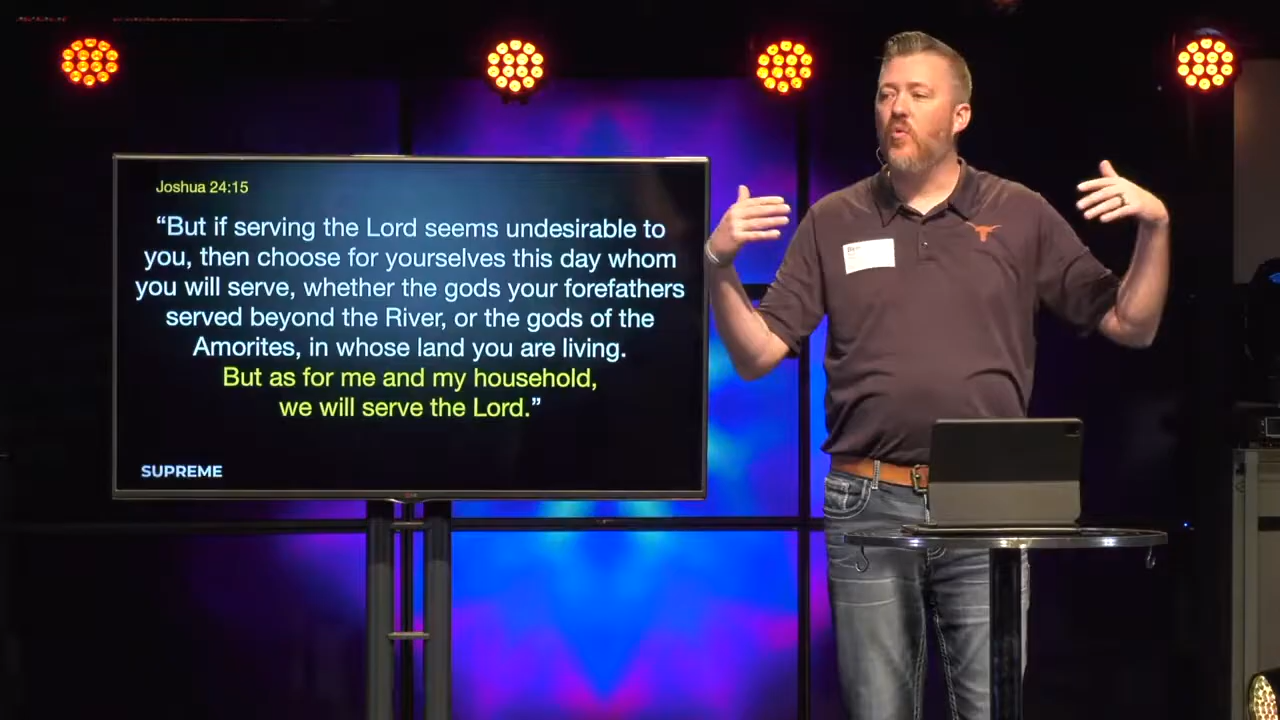 Joshua 24:15
“But if serving the Lord seems undesirable to
you, then choose for yourselves this day whom
you will serve, whether the gods your forefathers
served beyond the River, or the gods of the
Amorites, in whose land you are living.
But as for me and my household,
we will serve the Lord.”
SUPREME